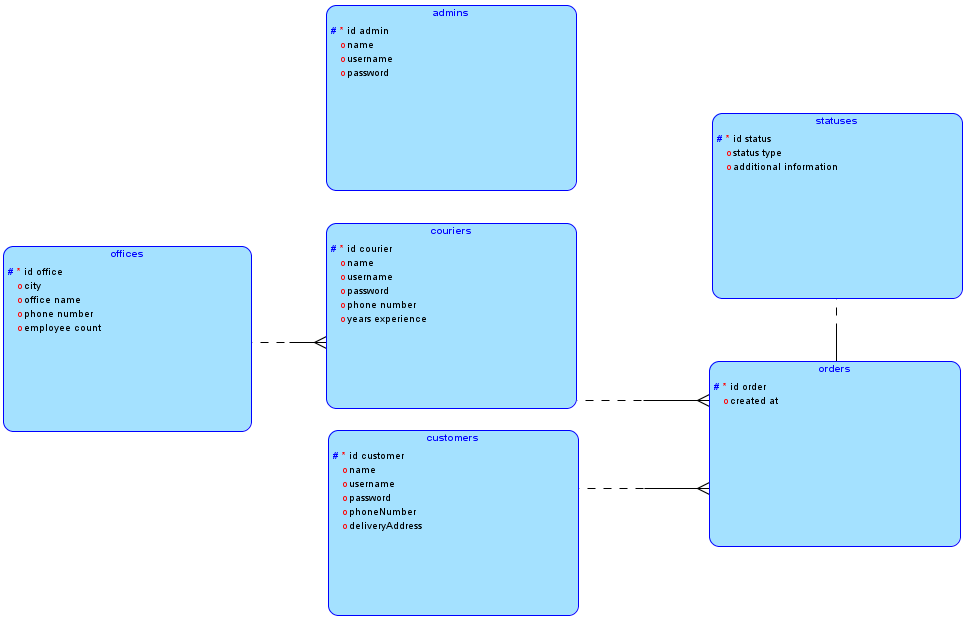 admins
# * id admin
o name
o username
o password
statuses
# * id status
o status type
o additional information
offices
# * id office
o city
o office name
o phone number
o employee count
couriers
# * id courier
o name
o username
o password
o phone number
o years experience
orders
# * id order
o created at
customers
# * id customer
o name
o username
o password
o phoneNumber
o deliveryAddress